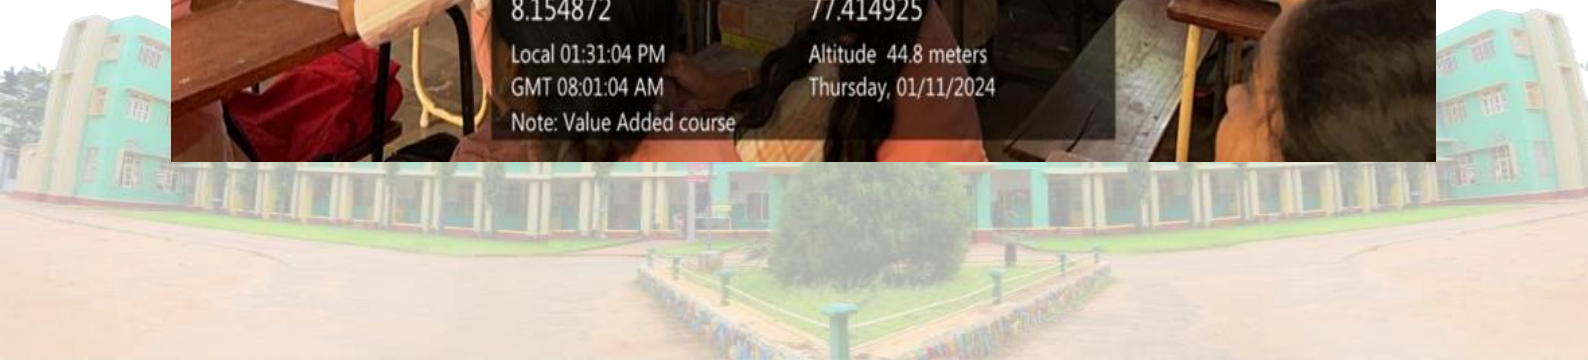 8.154872 77.414925
Local 01:31:04 PM Altitude 44.8 meters
GMT 08:01:04 AM Thursday, 01/11/2024
Note: Value Added course